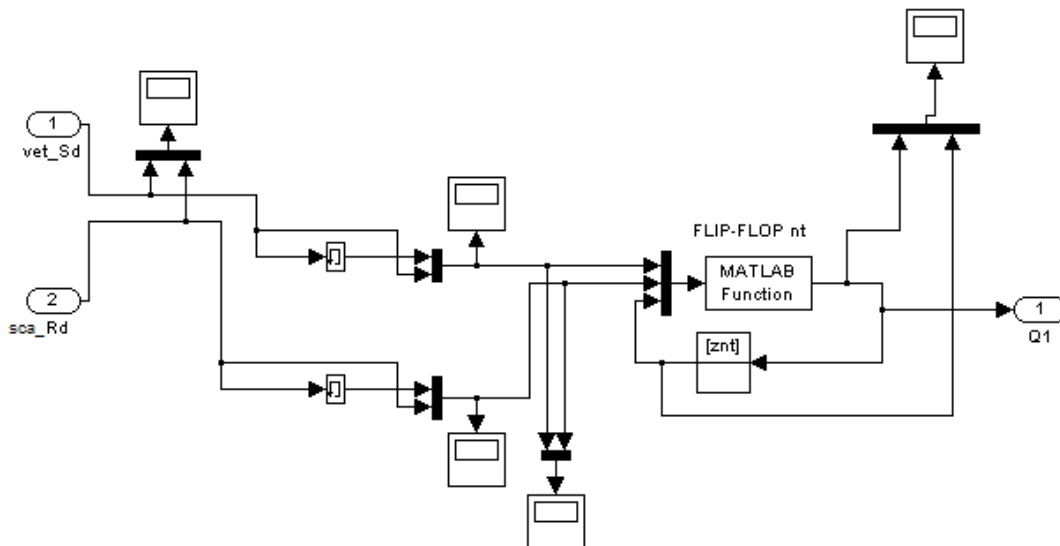 1
vet_Sd
2
sca_Rd
FLIP-FLOP nt
MATLAB
Function
[znt]
1
Q1